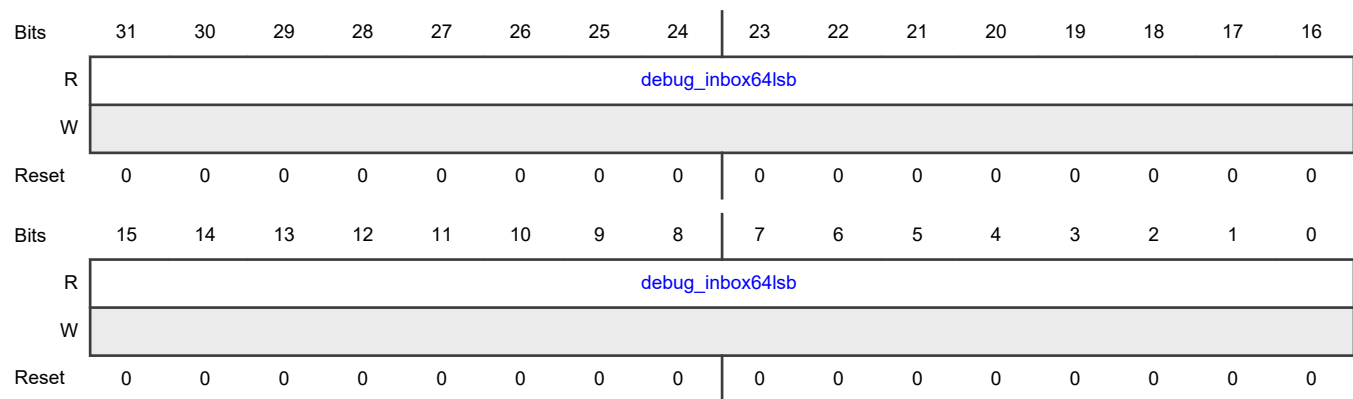 Bits 31 30 29 28 27 26 25 24 23 22 21 20 19 18 17 16
R debug_inbox64lsb
W
Reset 0 0 0 0 0 0 0 0 0 0 0 0 0 0 0 0
Bits 15 14 13 12 11 10 9 8 7 6 5 4 3 2 1 0
R debug_inbox64lsb
W
Reset 0 0 0 0 0 0 0 0 0 0 0 0 0 0 0 0